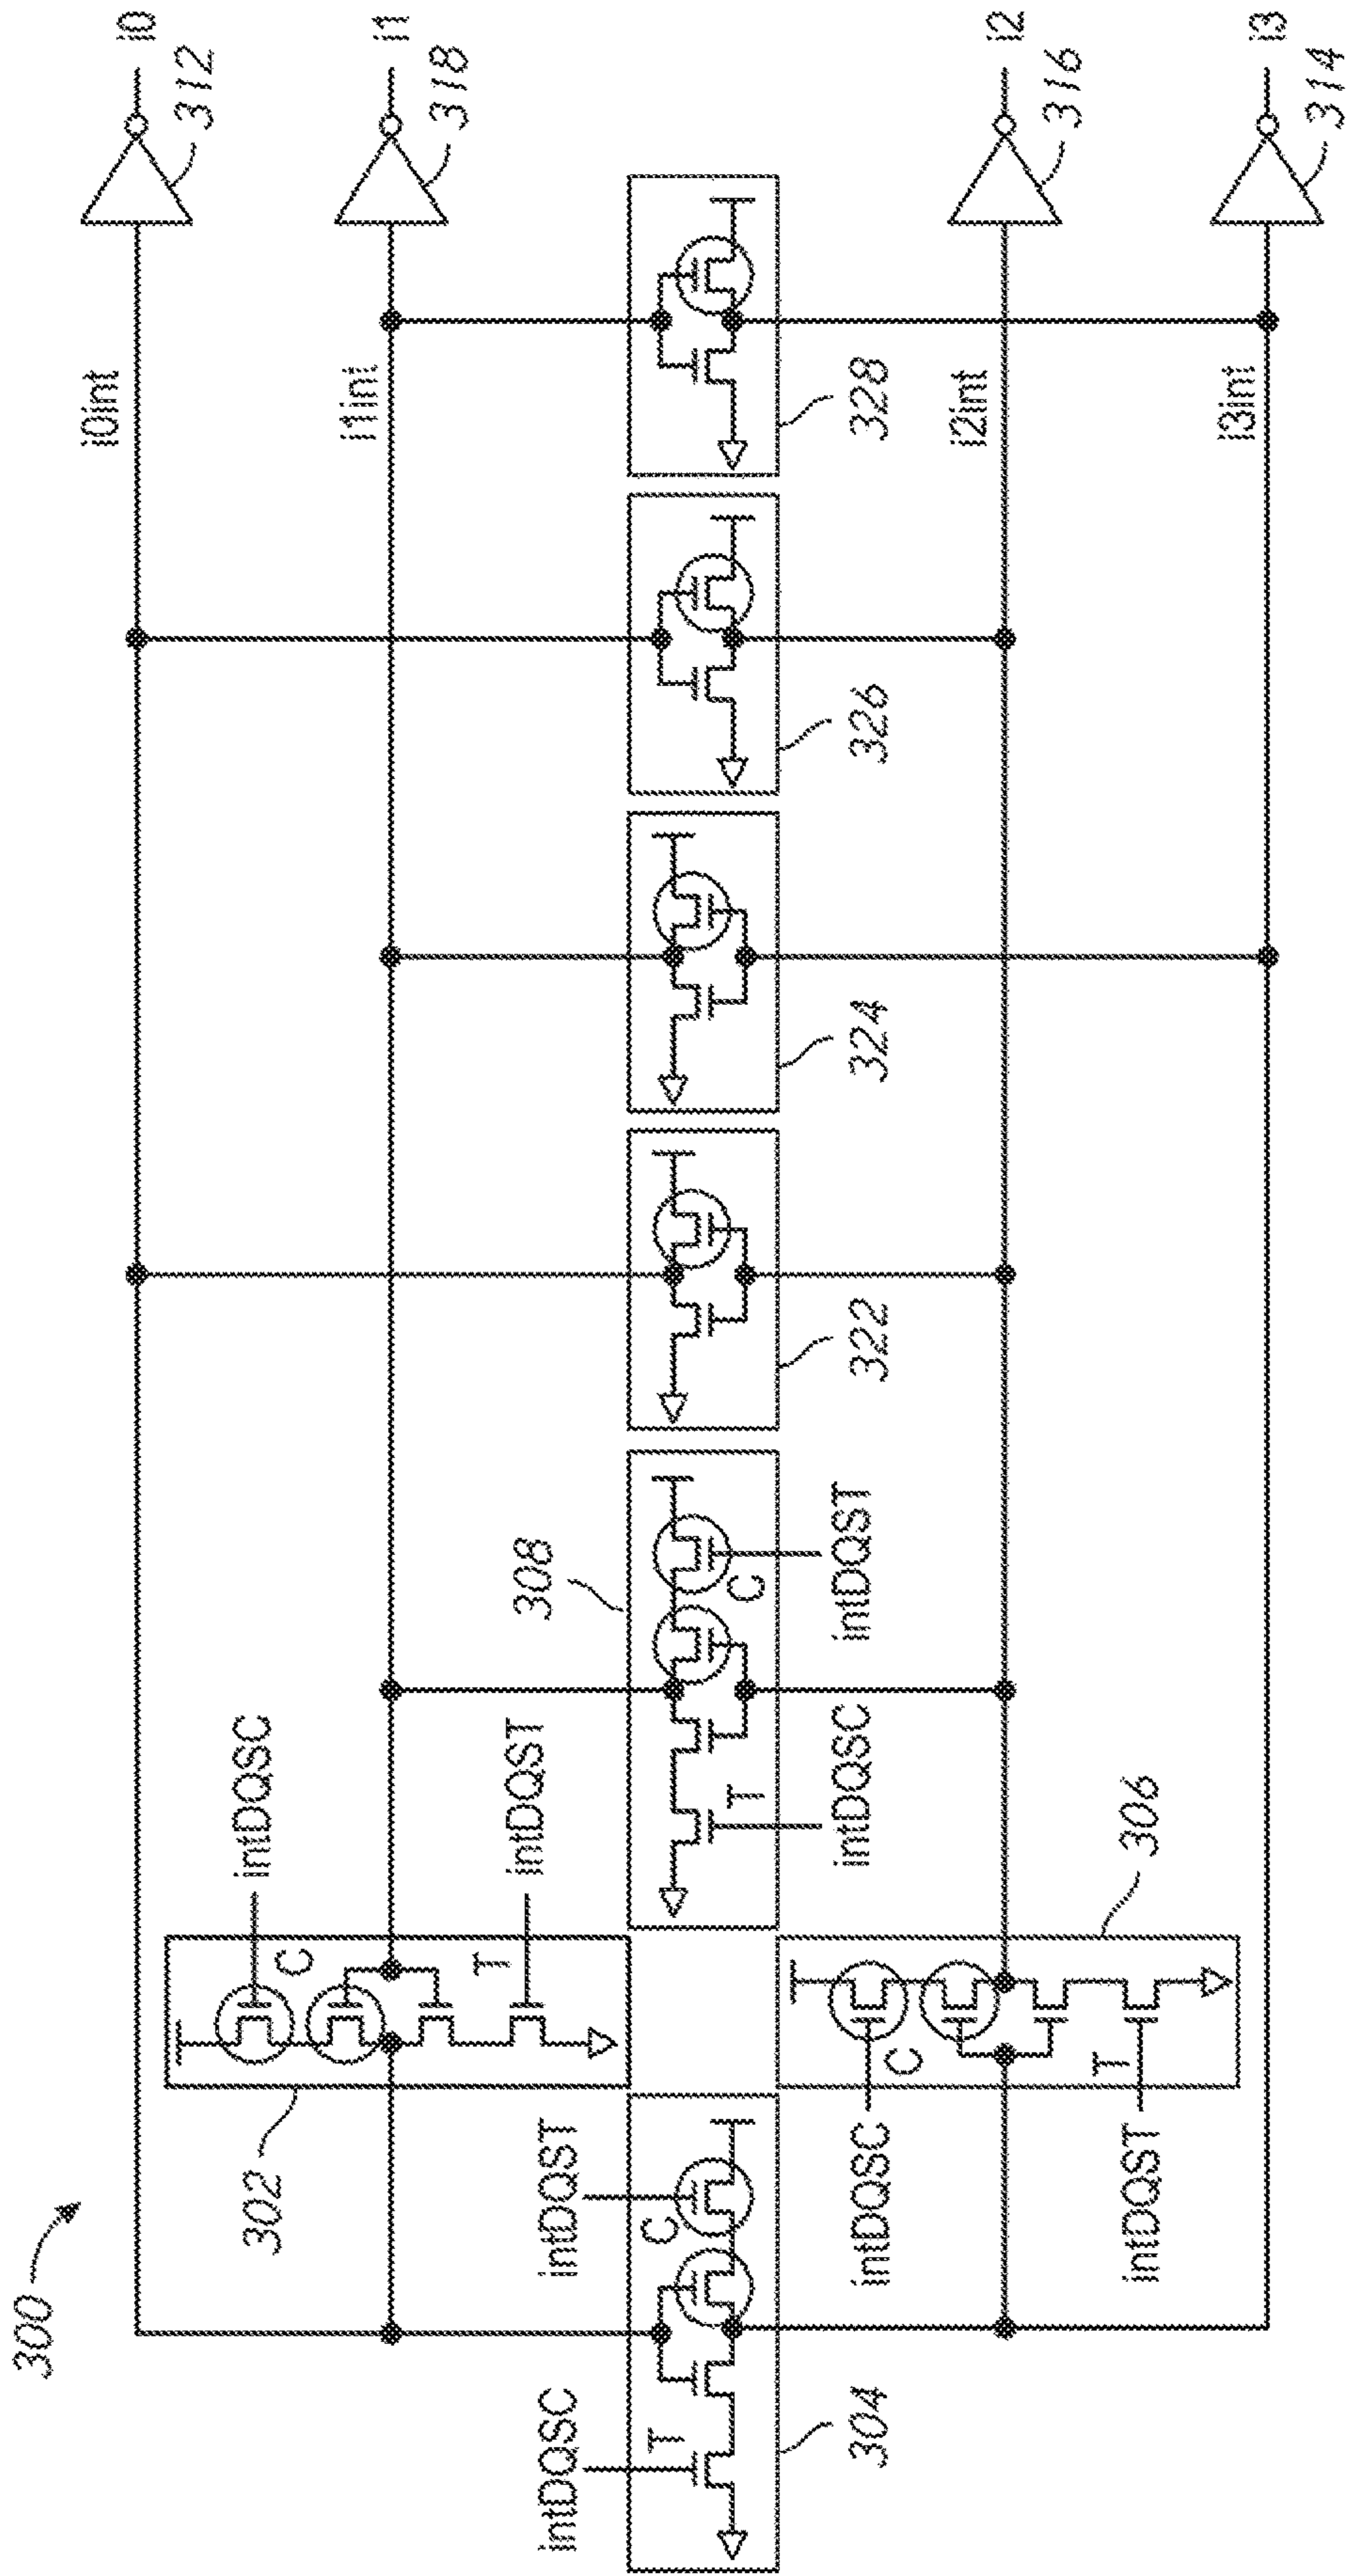 300
i0
312
i1
318
i2
316
i3
314
i0int
i1int
i2int
i3int
328
326
324
322
308
intDQST
C
intDQSC
T
intDQSC
C
intDQST
T
302
306
intDQSC
C
intDQST
T
intDQST
C
intDQSC
T
304